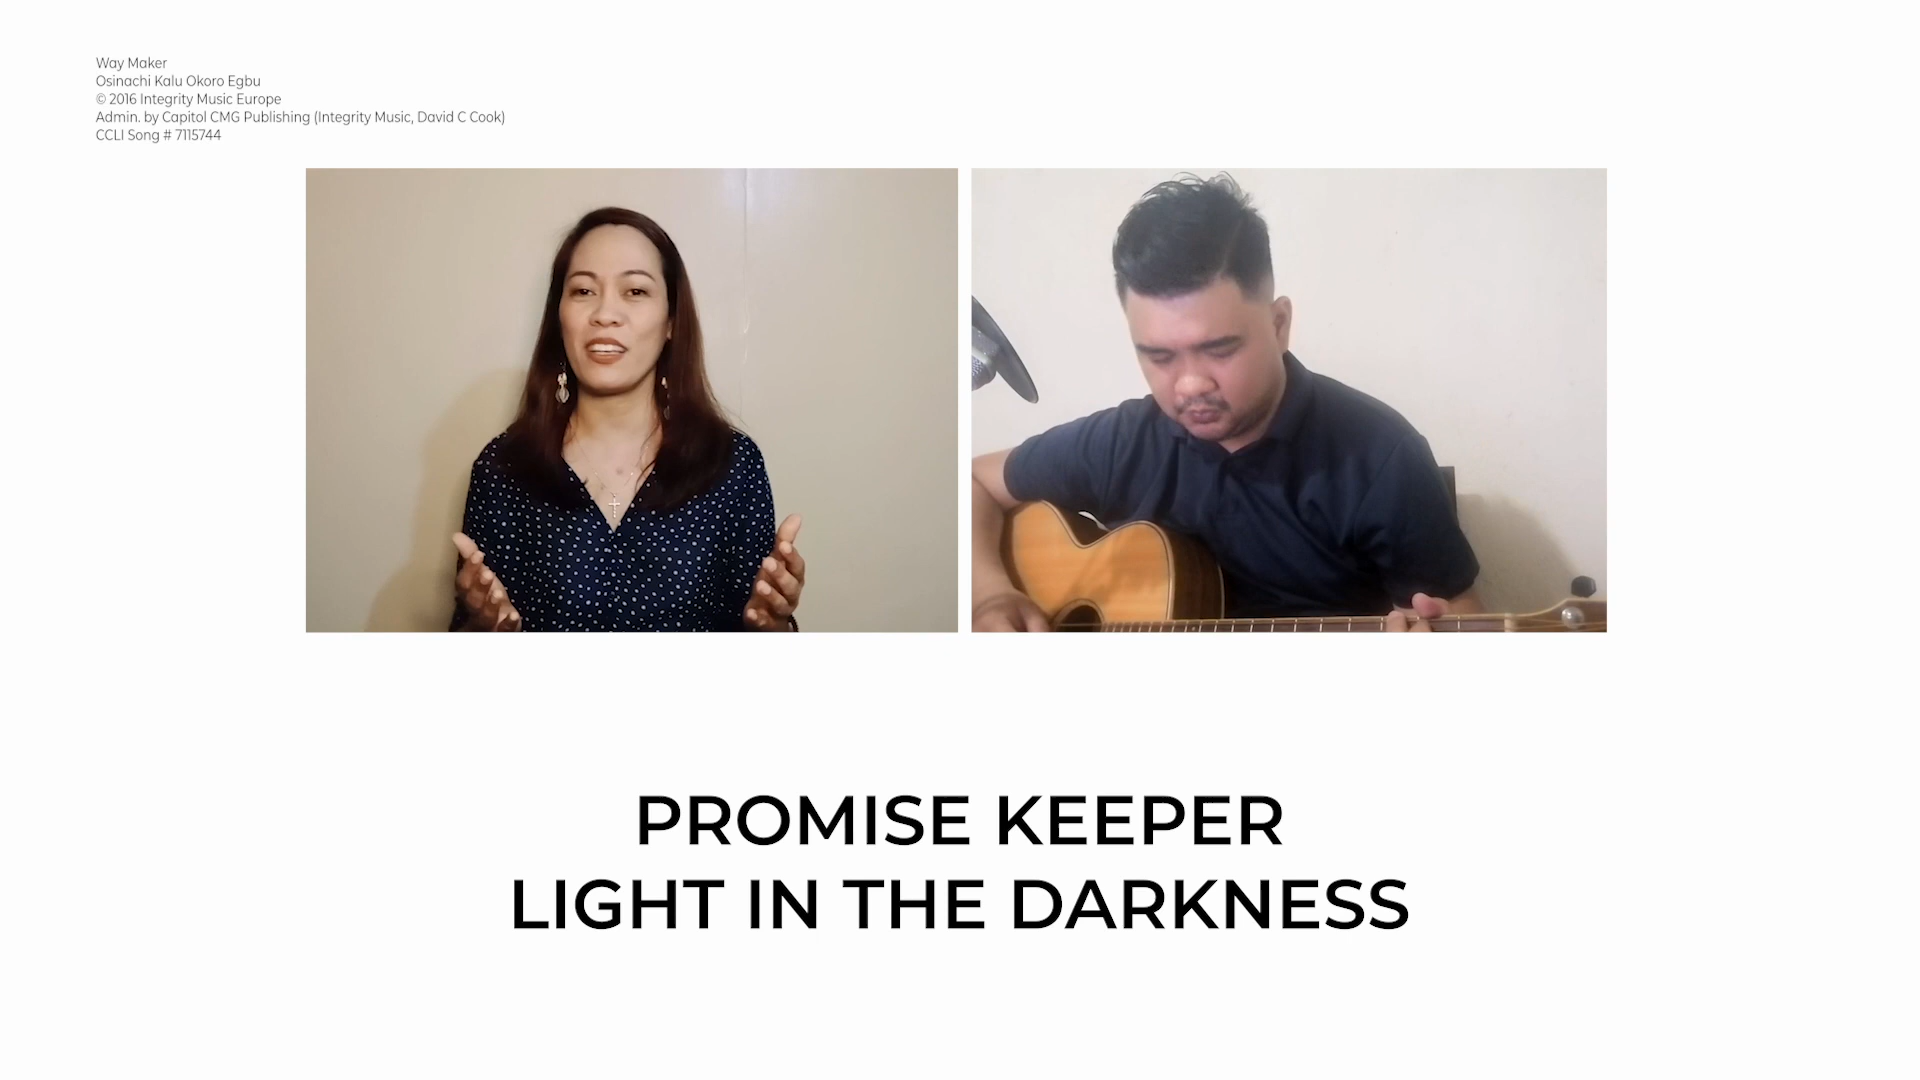 Way Maker
Osinachi Kalu Okoro Egbu
© 2016 Integrity Music Europe
Admin. by Capitol CMG Publishing (Integrity Music, David C Cook)
CCLI Song # 7115744
PROMISE KEEPER
LIGHT IN THE DARKNESS